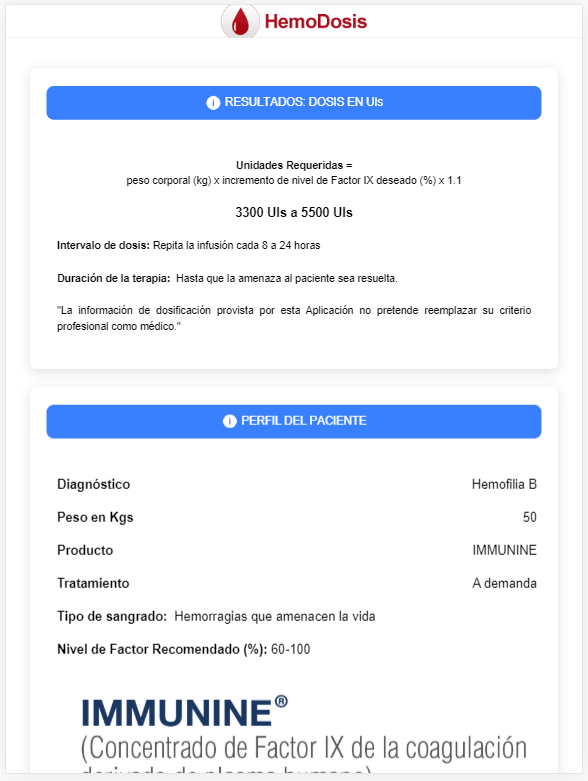 HemoDosis
RESULTADOS: DOSIS EN UIs
Unidades Requeridas =
peso corporal (kg) x incremento de nivel de Factor IX deseado (%) x 1.1
3300 UIs a 5500 UIs
Intervalo de dosis: Repita la infusión cada 8 a 24 horas
Duración de la terapia: Hasta que la amenaza al paciente sea resuelta.
"La información de dosificación provista por esta Aplicación no pretende reemplazar su criterio
profesional como médico."
PERFIL DEL PACIENTE
Diagnóstico Hemofilia B
Peso en Kgs 50
Producto IMMUNINE
Tratamiento A demanda
Tipo de sangrado: Hemorragias que amenacen la vida
Nivel de Factor Recomendado (%): 60-100
IMMUNINE®
(Concentrado de Factor IX de la coagulación
derivado de plasma humano)